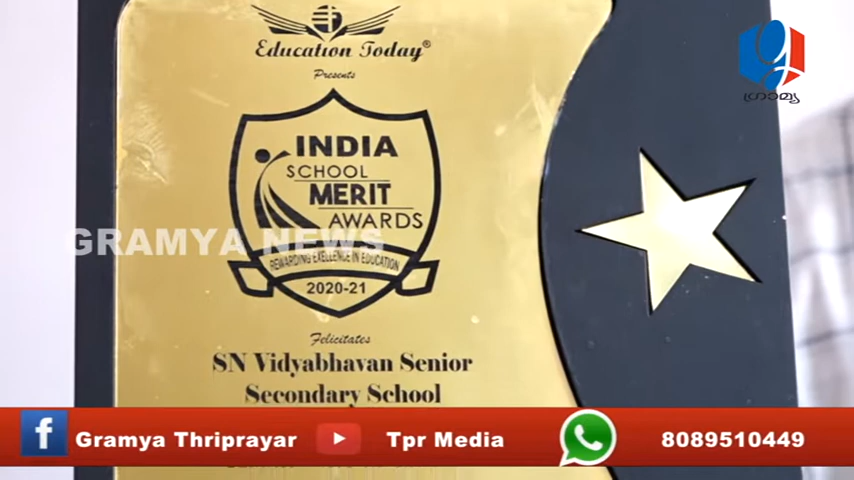 Education Today®
Presents
INDIA
SCHOOL
MERIT
AWARDS
REWARDING EXELLENCE IN EDUCATION
2020-21
Felicitates
SN Vidyabhavan Senior
Secondary School
ഗ്രാമ്യ
GRAMYA NEWS
Gramya Thriprayar
Tpr Media
8089510449